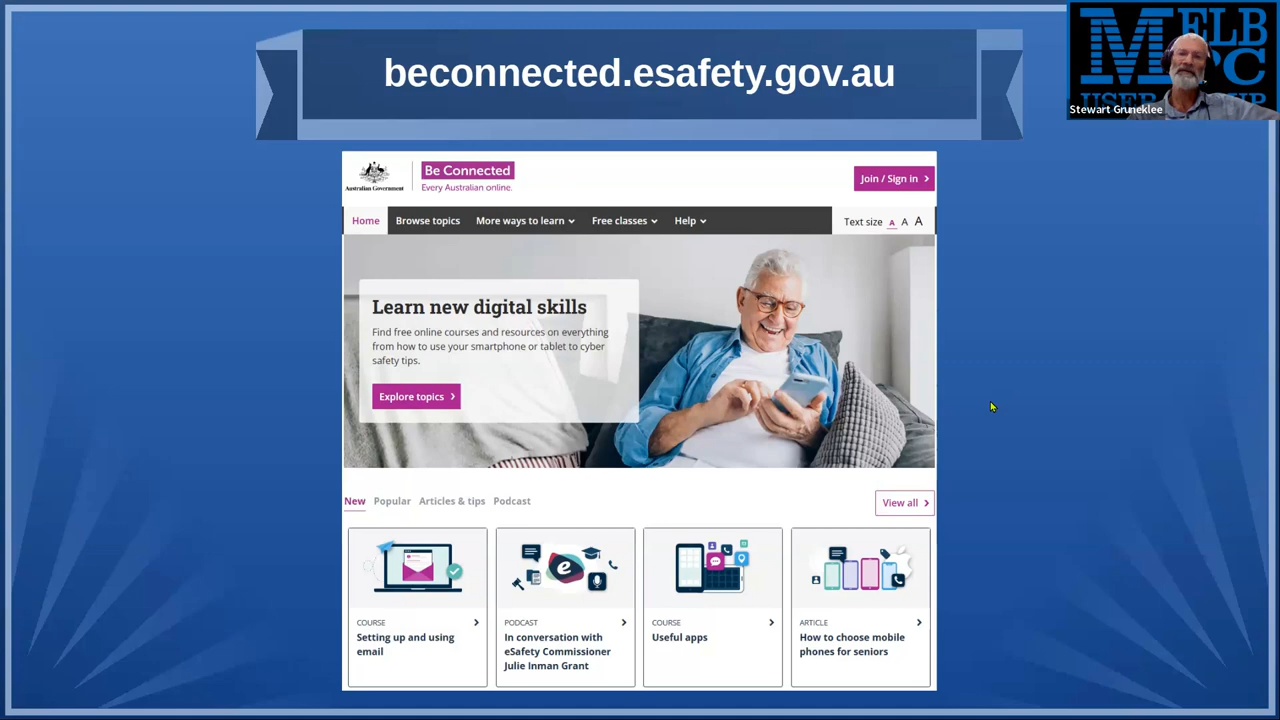 beconnected.esafety.gov.au
MELB
PC
Stewart Gruneklee
Australian Government
Be Connected
Every Australian online.
Join / Sign in
Home
Browse topics
More ways to learn
Free classes
Help
Text size A A A
Learn new digital skills
Find free online courses and resources on everything
from how to use your smartphone or tablet to cyber
safety tips.
Explore topics
New
Popular
Articles & tips
Podcast
View all
COURSE
Setting up and using
email
PODCAST
In conversation with
eSafety Commissioner
Julie Inman Grant
COURSE
Useful apps
ARTICLE
How to choose mobile
phones for seniors